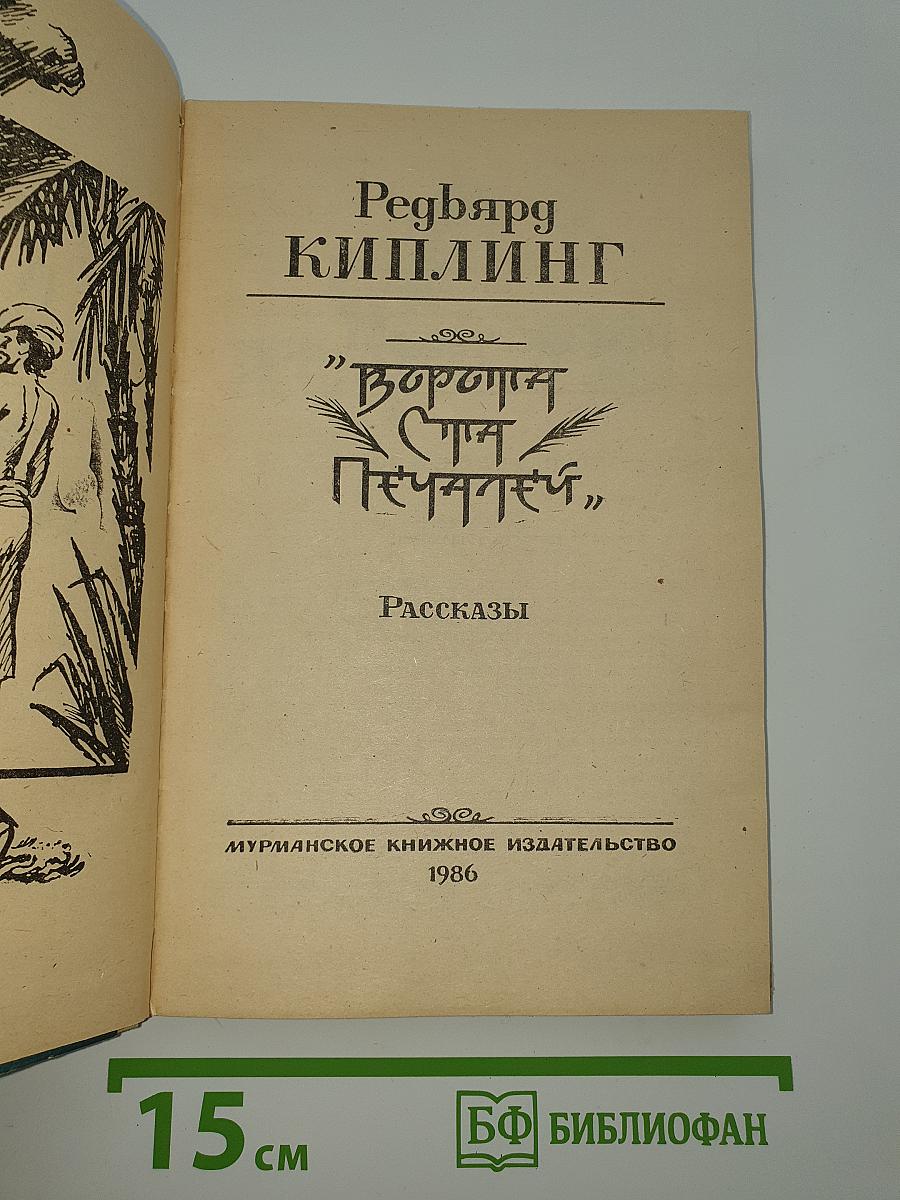 Редьярд
КИПЛИНГ
"Ворота
Ста
Печалей"
Рассказы
МУРМАНСКОЕ КНИЖНОЕ ИЗДАТЕЛЬСТВО
1986
15 см
БФ БИБЛИОФАН